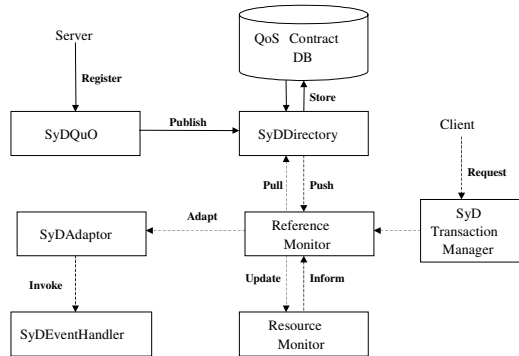 Server
QoS Contract
DB
Register
Store
Publish
SyDQuO
SyDDirectory
Client
Request
Pull
Push
Adapt
SyDAdaptor
Reference
Monitor
SyD
Transaction
Manager
Invoke
Update
Inform
SyDEventHandler
Resource
Monitor